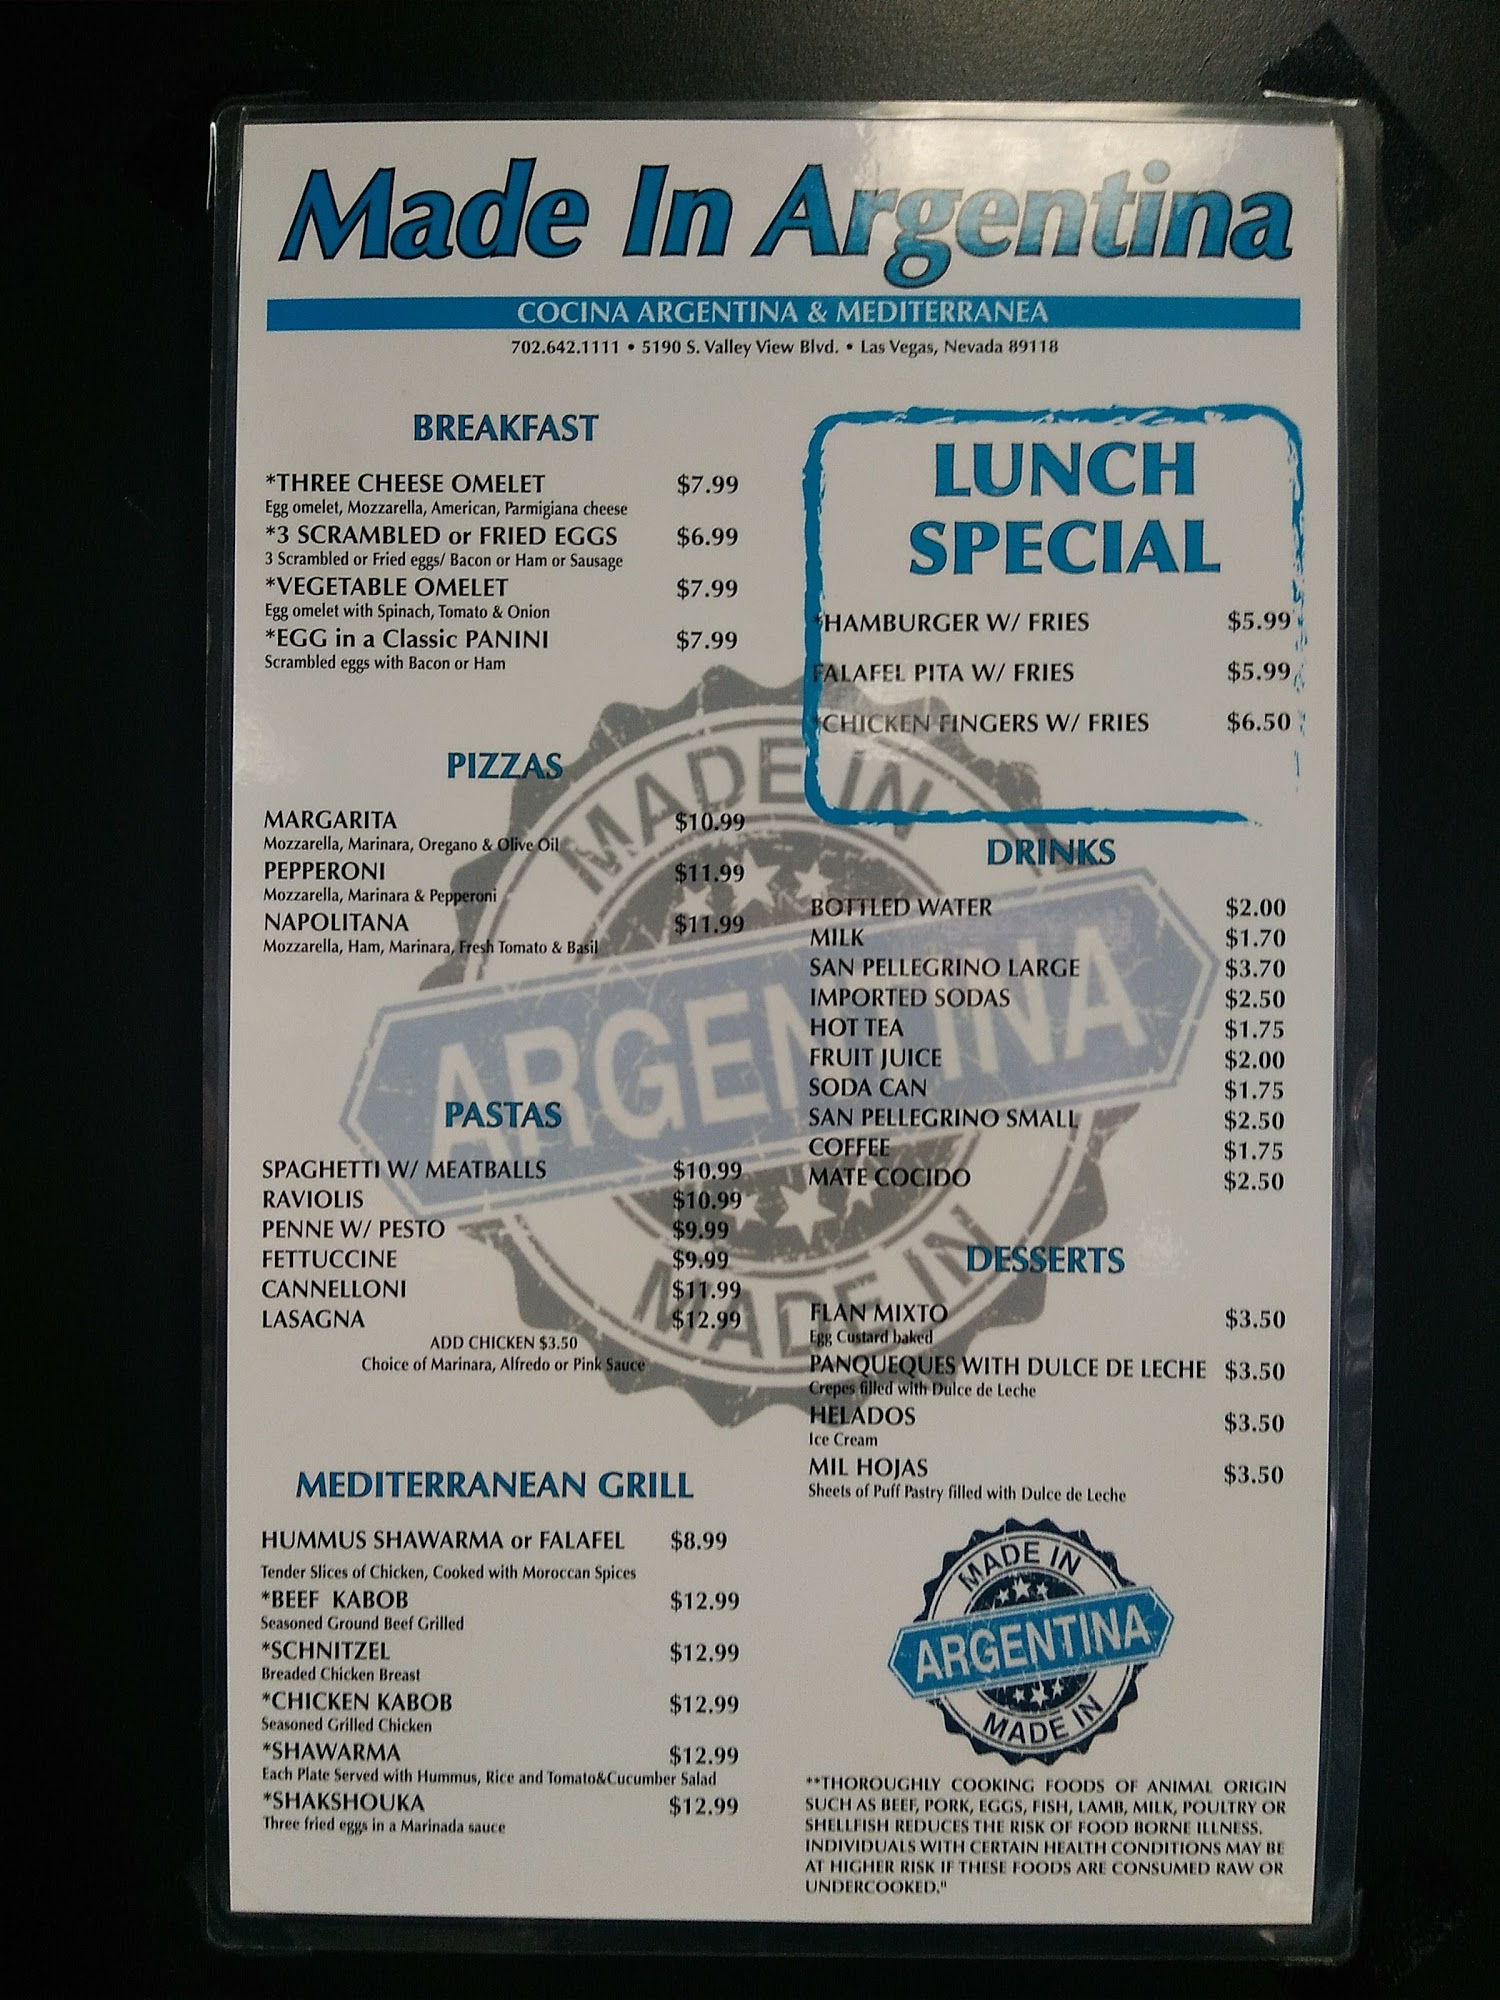 Made In Argentina
COCINA ARGENTINA & MEDITERRANEA
702.642.1111 • 5190 S. Valley View Blvd. • Las Vegas, Nevada 89118
BREAKFAST
*THREE CHEESE OMELET $7.99
Egg omelet, Mozzarella, American, Parmigiana cheese
*3 SCRAMBLED or FRIED EGGS $6.99
3 Scrambled or Fried eggs/ Bacon or Ham or Sausage
*VEGETABLE OMELET $7.99
Egg omelet with Spinach, Tomato & Onion
*EGG in a Classic PANINI $7.99
Scrambled eggs with Bacon or Ham
PIZZAS
MARGARITA $10.99
Mozzarella, Marinara, Oregano & Olive Oil
PEPPERONI $11.99
Mozzarella, Marinara & Pepperoni
NAPOLITANA $11.99
Mozzarella, Ham, Marinara, Fresh Tomato & Basil
PASTAS
SPAGHETTI W/ MEATBALLS $10.99
RAVIOLIS $10.99
PENNE W/ PESTO $9.99
FETTUCCINE $9.99
CANNELLONI $11.99
LASAGNA $12.99
ADD CHICKEN $3.50
Choice of Marinara, Alfredo or Pink Sauce
MEDITERRANEAN GRILL
HUMMUS SHAWARMA or FALAFEL $8.99
Tender Slices of Chicken, Cooked with Moroccan Spices
*BEEF KABOB $12.99
Seasoned Ground Beef Grilled
*SCHNITZEL $12.99
Breaded Chicken Breast
*CHICKEN KABOB $12.99
Seasoned Grilled Chicken
*SHAWARMA $12.99
Each Plate Served with Hummus, Rice and Tomato&Cucumber Salad
*SHAKSHOUKA $12.99
Three fried eggs in a Marinada sauce
LUNCH
SPECIAL
*HAMBURGER W/ FRIES $5.99
FALAFEL PITA W/ FRIES $5.99
*CHICKEN FINGERS W/ FRIES $6.50
DRINKS
BOTTLED WATER $2.00
MILK $1.70
SAN PELLEGRINO LARGE $3.70
IMPORTED SODAS $2.50
HOT TEA $1.75
FRUIT JUICE $2.00
SODA CAN $1.75
SAN PELLEGRINO SMALL $2.50
COFFEE $1.75
MATE COCIDO $2.50
DESSERTS
FLAN MIXTO $3.50
Egg Custard baked
PANQUEQUES WITH DULCE DE LECHE $3.50
Crepes filled with Dulce de Leche
HELADOS $3.50
Ice Cream
MIL HOJAS $3.50
Sheets of Puff Pastry filled with Dulce de Leche
MADE IN
ARGENTINA
MADE IN
MADE IN
ARGENTINA
MADE IN
**THOROUGHLY COOKING FOODS OF ANIMAL ORIGIN
SUCH AS BEEF, PORK, EGGS, FISH, LAMB, MILK, POULTRY OR
SHELLFISH REDUCES THE RISK OF FOOD BORNE ILLNESS.
INDIVIDUALS WITH CERTAIN HEALTH CONDITIONS MAY BE
AT HIGHER RISK IF THESE FOODS ARE CONSUMED RAW OR
UNDERCOOKED."